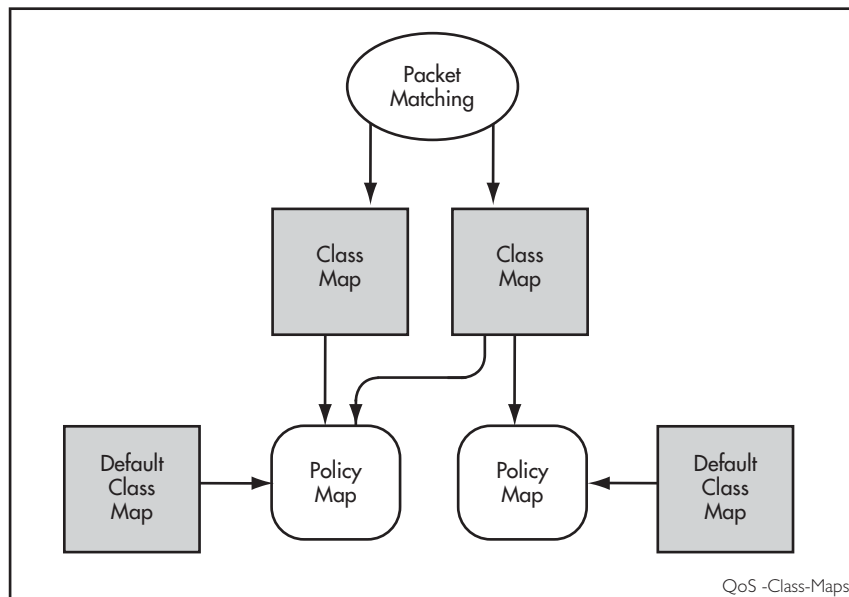 Packet
Matching
Class
Map
Class
Map
Default
Class
Map
Policy
Map
Policy
Map
Default
Class
Map
QoS -Class-Maps